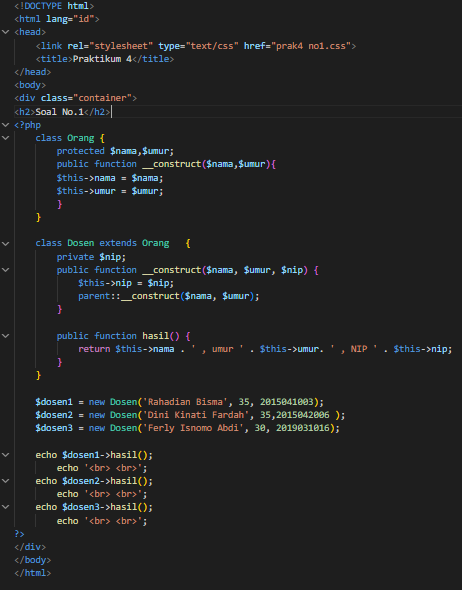 <!DOCTYPE html>
<html lang="id">
<head>
    <link rel="stylesheet" type="text/css" href="prak4 no1.css">
    <title>Praktikum 4</title>
</head>
<body>
<div class="container">
<h2>Soal No.1</h2>
<?php
    class Orang {
        protected $nama,$umur;
        public function __construct($nama,$umur){
        $this->nama = $nama;
        $this->umur = $umur;
        }
    }

    class Dosen extends Orang   {
        private $nip;
        public function __construct($nama, $umur, $nip) {
            $this->nip = $nip;
            parent::__construct($nama, $umur);
        }

        public function hasil() {
            return $this->nama . ' , umur ' . $this->umur. ' , NIP ' . $this->nip;
        }
    }

    $dosen1 = new Dosen('Rahadian Bisma', 35, 2015041003);
    $dosen2 = new Dosen('Dini Kinati Fardah', 35,2015042006 );
    $dosen3 = new Dosen('Ferly Isnomo Abdi', 30, 2019031016);

    echo $dosen1->hasil();
        echo '<br> <br>';
    echo $dosen2->hasil();
        echo '<br> <br>';
    echo $dosen3->hasil();
        echo '<br> <br>';
?>
</div>
</body>
</html>